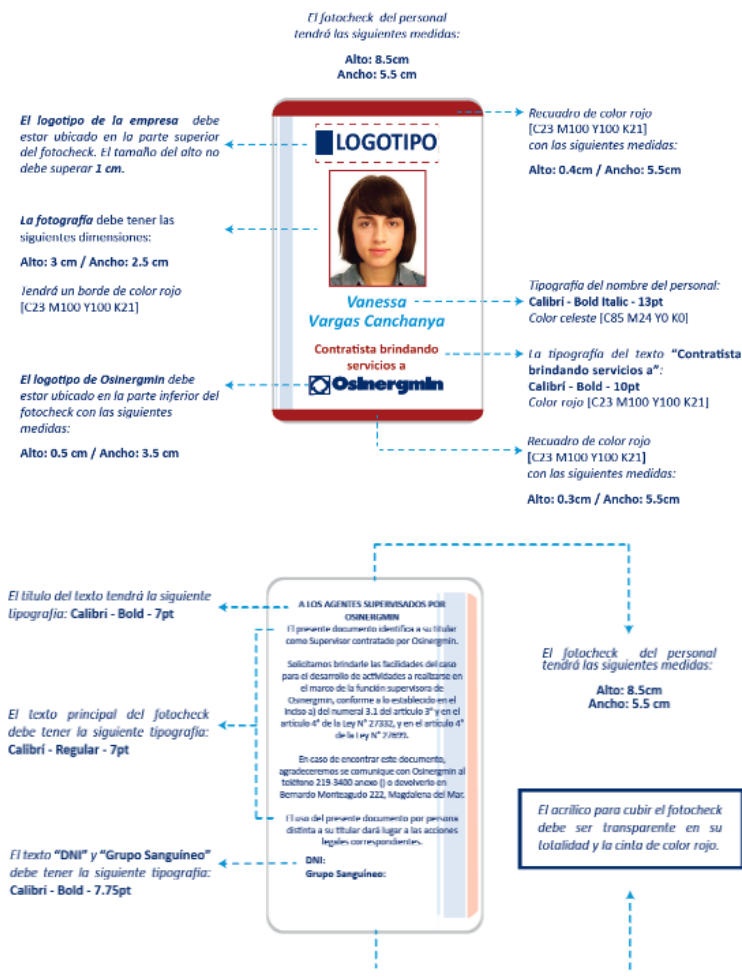 El fotocheck del personal
tendrá las siguientes medidas:
Alto: 8.5cm
Ancho: 5.5 cm
El logotipo de la empresa debe
estar ubicado en la parte superior
del fotocheck. El tamaño del alto no
debe superar 1 cm.
La fotografía debe tener las
siguientes dimensiones:
Alto: 3 cm / Ancho: 2.5 cm
Tendrá un borde de color rojo
[C23 M100 Y100 K21]
El logotipo de Osinergmin debe
estar ubicado en la parte inferior del
fotocheck con las siguientes
medidas:
Alto: 0.5 cm / Ancho: 3.5 cm
LOGOTIPO
Vanessa
Vargas Canchanya
Contratista brindando
servicios a
Osinergmin
Recuadro de color rojo
[C23 M100 Y100 K21]
con las siguientes medidas:
Alto: 0.4cm / Ancho: 5.5cm
Tipografía del nombre del personal:
Calibrí - Bold Italic - 13pt
Color celeste [C85 M24 Y0 K0]
La tipografía del texto "Contratista
brindando servicios a":
Calibrí - Bold - 10pt
Color rojo [C23 M100 Y100 K21]
Recuadro de color rojo
[C23 M100 Y100 K21]
con las siguientes medidas:
Alto: 0.3cm / Ancho: 5.5cm
El título del texto tendrá la siguiente
tipografía: Calibrí - Bold - 7pt
El texto principal del fotocheck
debe tener la siguiente tipografía:
Calibrí - Regular - 7pt
El texto "DNI" y "Grupo Sanguíneo"
debe tener la siguiente tipografía:
Calibrí - Bold - 7.75pt
A LOS AGENTES SUPERVISADOS POR
OSINERGMIN
El presente documento identifica a su titular
como Supervisor contratado por Osinergmin.
Solicitamos brindarle las facilidades del caso
para el desarrollo de actividades a realizarse en
el marco de la función supervisora de
Osinergmin, conforme a lo establecido en el
inciso a) del numeral 3.1 del artículo 3° y en el
artículo 4° de la Ley N° 27332, y en el artículo 4°
de la Ley N° 27699.
En caso de encontrar este documento,
agradeceremos se comunique con Osinergmin al
teléfono 219-3400 anexo () o devolverlo en
Bernardo Monteagudo 222, Magdalena del Mar.
El uso del presente documento por persona
distinta a su titular dará lugar a las acciones
legales correspondientes.
DNI:
Grupo Sanguíneo:
El fotocheck del personal
tendrá las siguientes medidas:
Alto: 8.5cm
Ancho: 5.5 cm
El acrílico para cubir el fotocheck
debe ser transparente en su
totalidad y la cinta de color rojo.